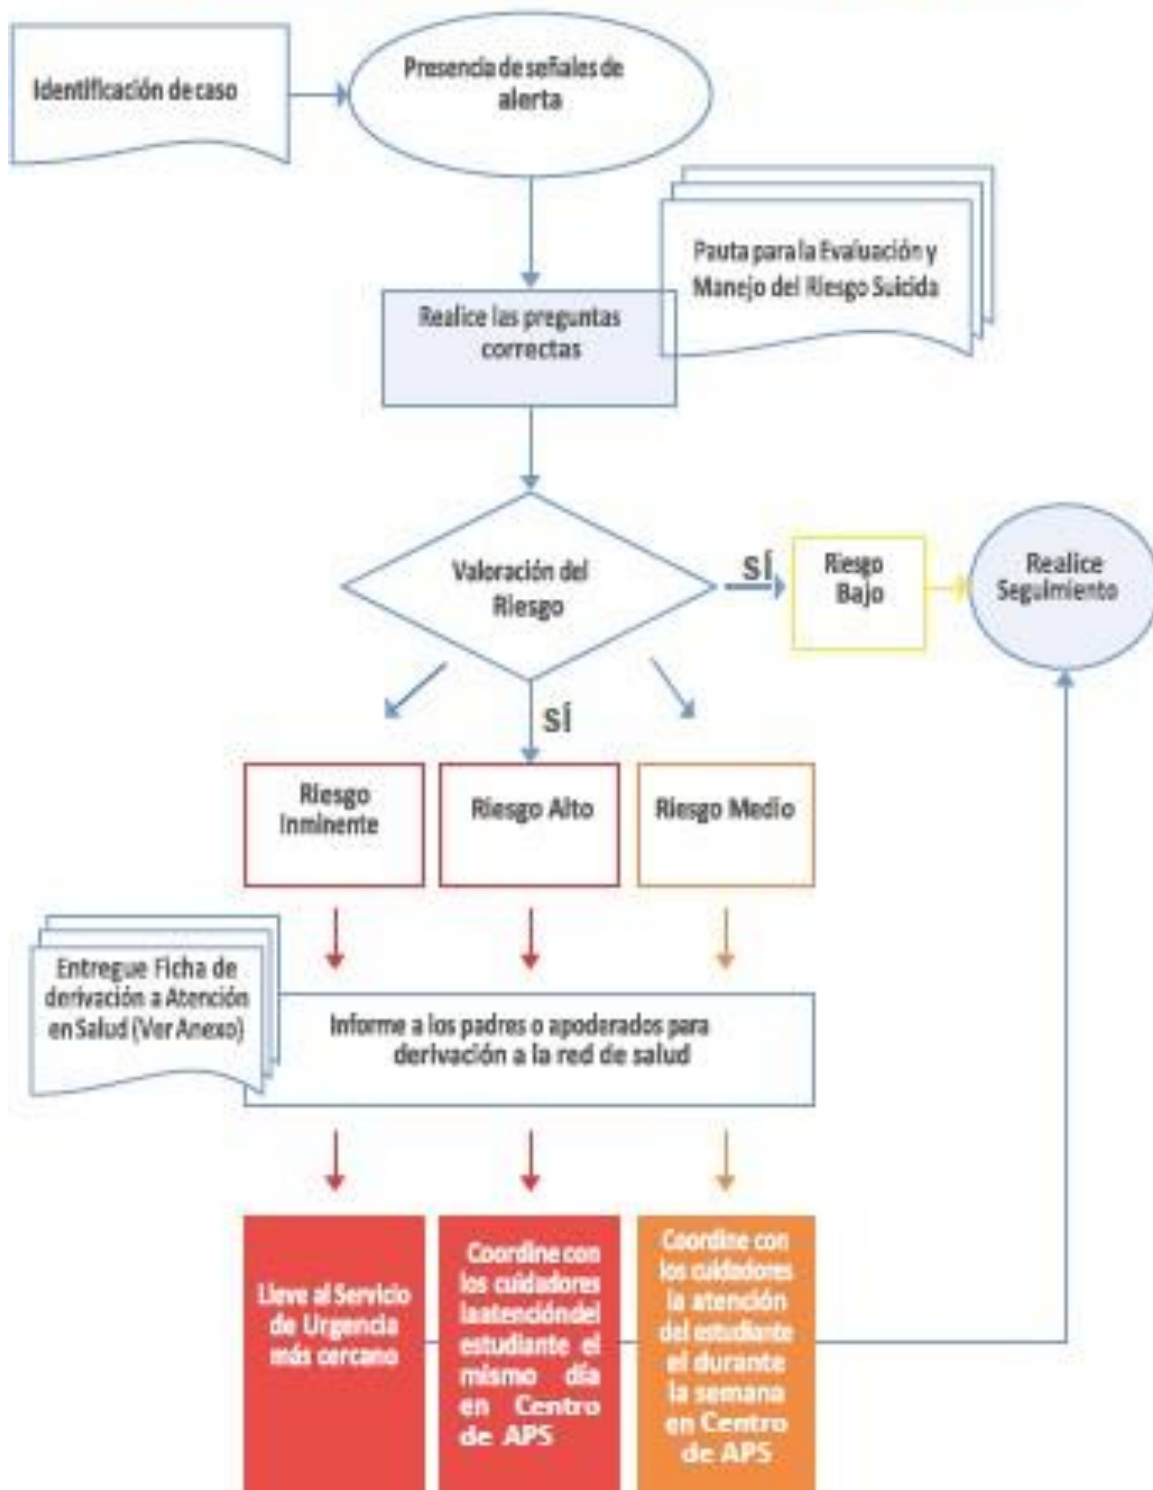 Identificación de caso
Presencia de señales de
alerta
Pauta para la Evaluación y
Manejo del Riesgo Suicida
Realice las preguntas
correctas
Valoración del
Riesgo
SÍ
Riesgo
Bajo
Realice
Seguimiento
SÍ
Riesgo
Inminente
Riesgo Alto
Riesgo Medio
Entregue Ficha de
derivación a Atención
en Salud (Ver Anexo)
Informe a los padres o apoderados para
derivación a la red de salud
Lleve al Servicio
de Urgencia
más cercano
Coordine con
los cuidadores
la atención del
estudiante el
mismo día
en Centro
de APS
Coordine con
los cuidadores
la atención
del estudiante
el durante
la semana
en Centro
de APS